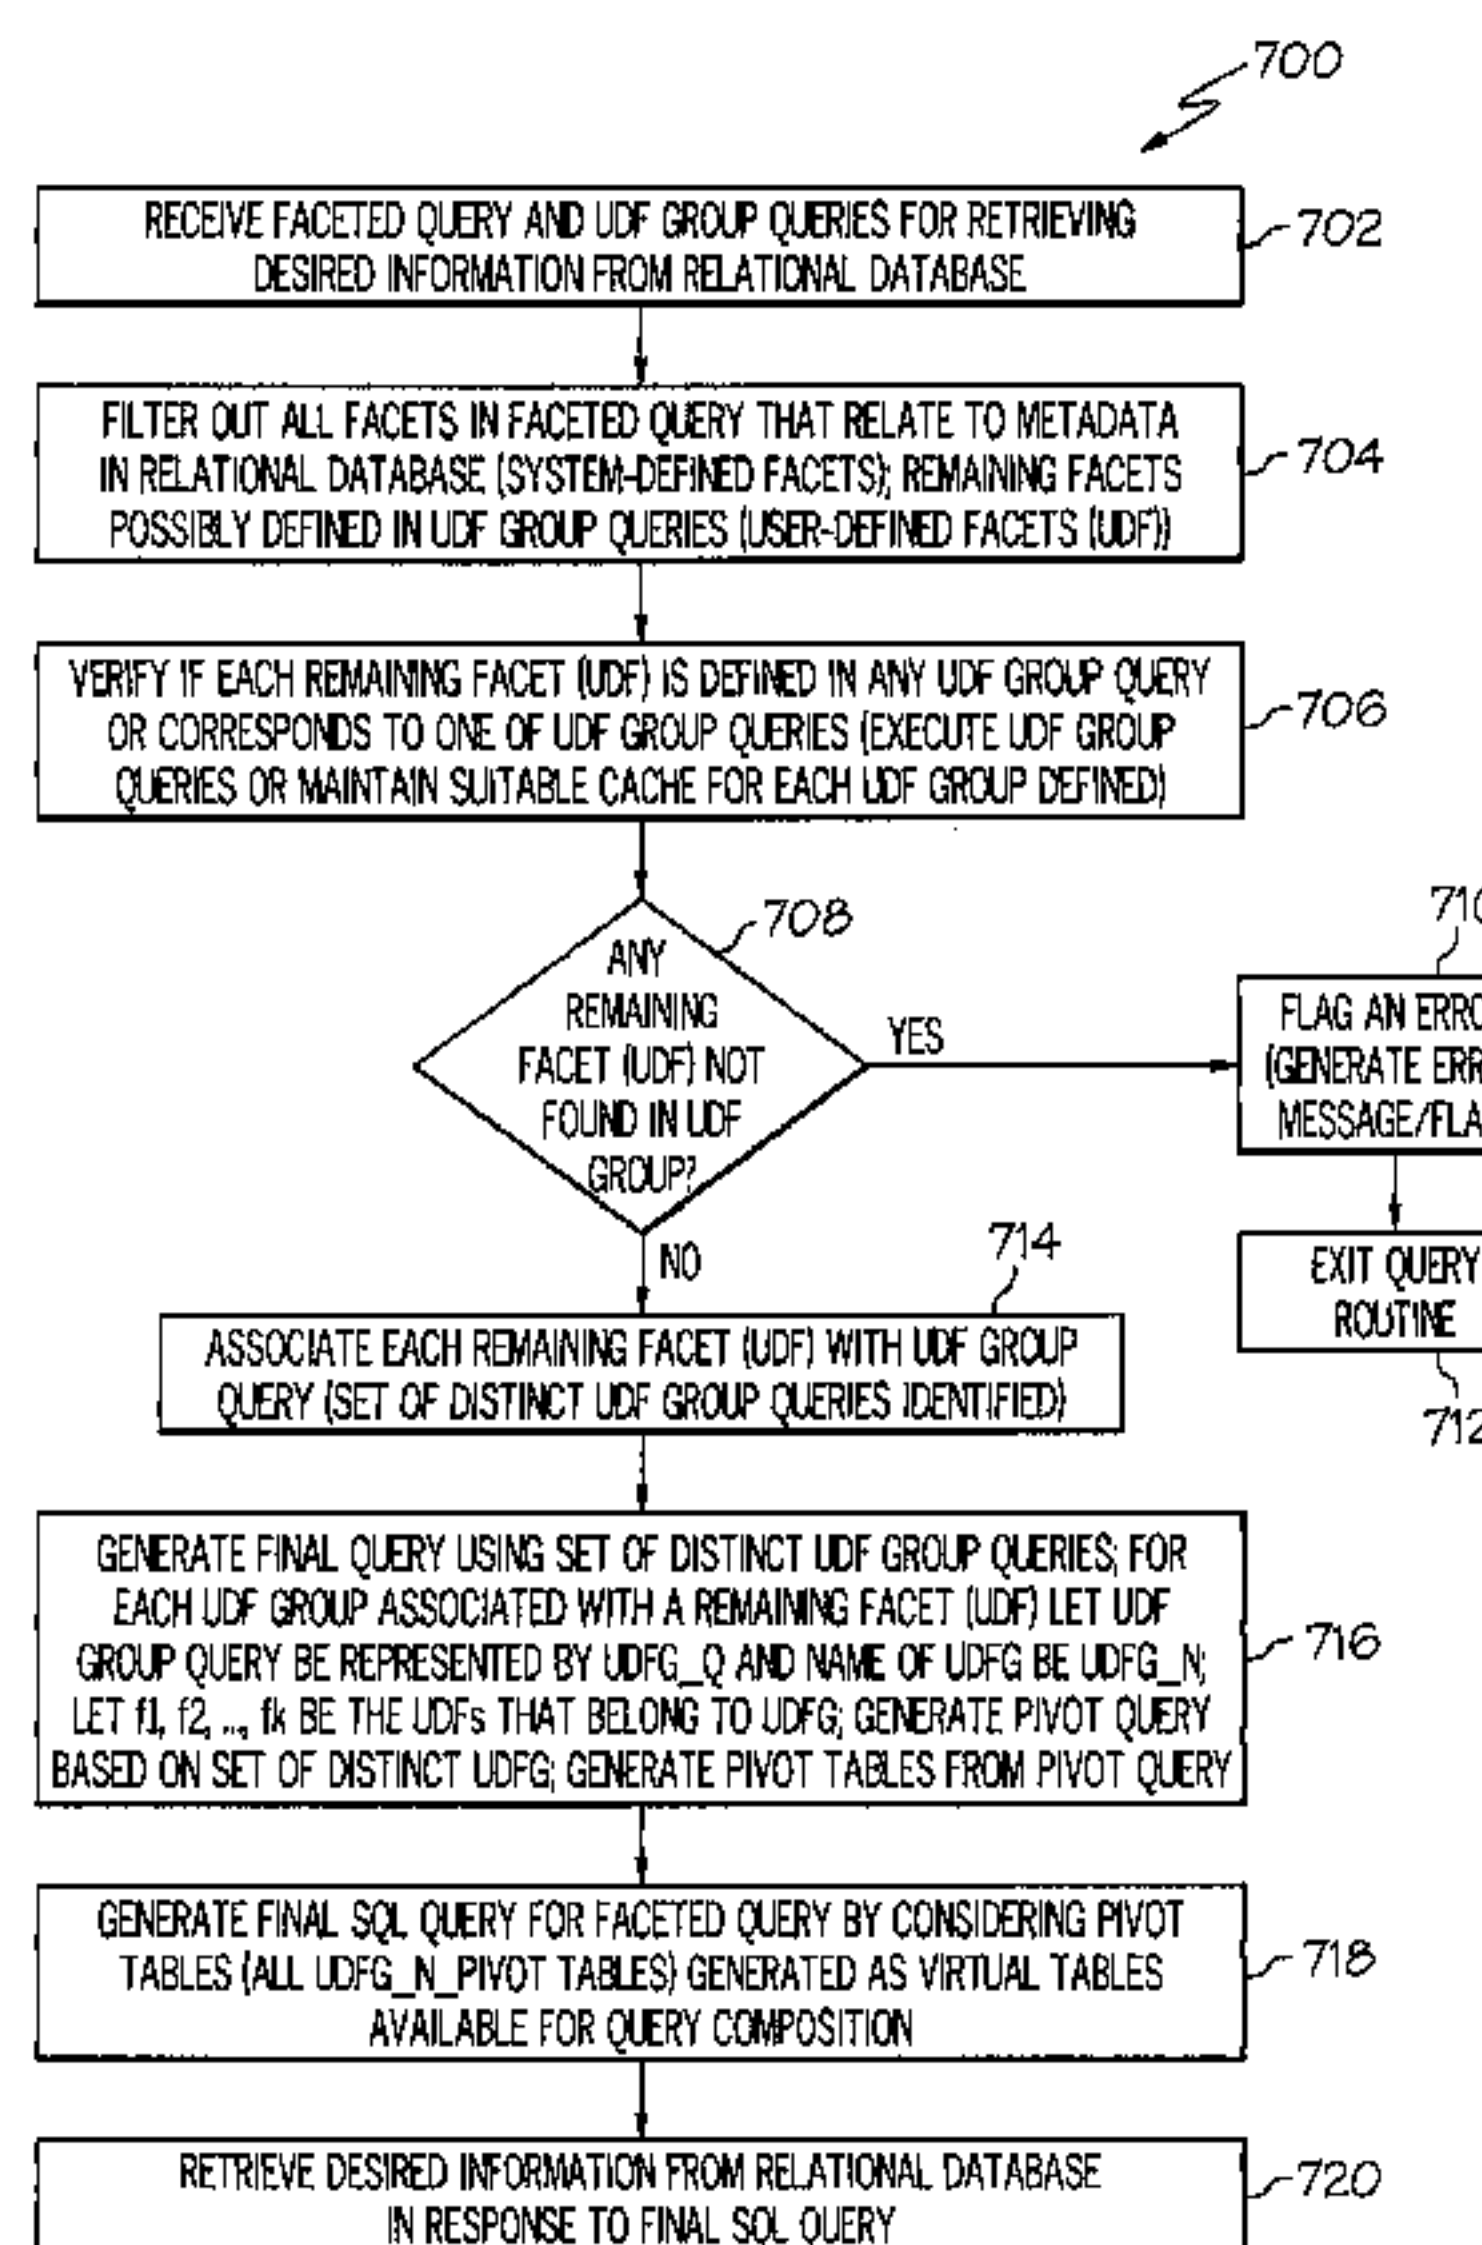 700
RECEIVE FACETED QUERY AND UDF GROUP QUERIES FOR RETRIEVING
DESIRED INFORMATION FROM RELATIONAL DATABASE
702
FILTER OUT ALL FACETS IN FACETED QUERY THAT RELATE TO METADATA
IN RELATIONAL DATABASE (SYSTEM-DEFINED FACETS); REMAINING FACETS
POSSIBLY DEFINED IN UDF GROUP QUERIES (USER-DEFINED FACETS (UDF))
704
VERIFY IF EACH REMAINING FACET (UDF) IS DEFINED IN ANY UDF GROUP QUERY
OR CORRESPONDS TO ONE OF UDF GROUP QUERIES (EXECUTE UDF GROUP
QUERIES OR MAINTAIN SUITABLE CACHE FOR EACH UDF GROUP DEFINED)
706
ANY
REMAINING
FACET (UDF) NOT
FOUND IN UDF
GROUP?
708
YES
710
FLAG AN ERRO
(GENERATE ERR
MESSAGE/FLA
EXIT QUERY
ROUTINE
712
NO
714
ASSOCIATE EACH REMAINING FACET (UDF) WITH UDF GROUP
QUERY (SET OF DISTINCT UDF GROUP QUERIES IDENTIFIED)
GENERATE FINAL QUERY USING SET OF DISTINCT UDF GROUP QUERIES; FOR
EACH UDF GROUP ASSOCIATED WITH A REMAINING FACET (UDF) LET UDF
GROUP QUERY BE REPRESENTED BY UDFG_Q AND NAME OF UDFG BE UDFG_N;
LET f1, f2, ..., fk BE THE UDFs THAT BELONG TO UDFG; GENERATE PIVOT QUERY
BASED ON SET OF DISTINCT UDFG; GENERATE PIVOT TABLES FROM PIVOT QUERY
716
GENERATE FINAL SQL QUERY FOR FACETED QUERY BY CONSIDERING PIVOT
TABLES (ALL UDFG_N_PIVOT TABLES) GENERATED AS VIRTUAL TABLES
AVAILABLE FOR QUERY COMPOSITION
718
RETRIEVE DESIRED INFORMATION FROM RELATIONAL DATABASE
IN RESPONSE TO FINAL SQL QUERY
720